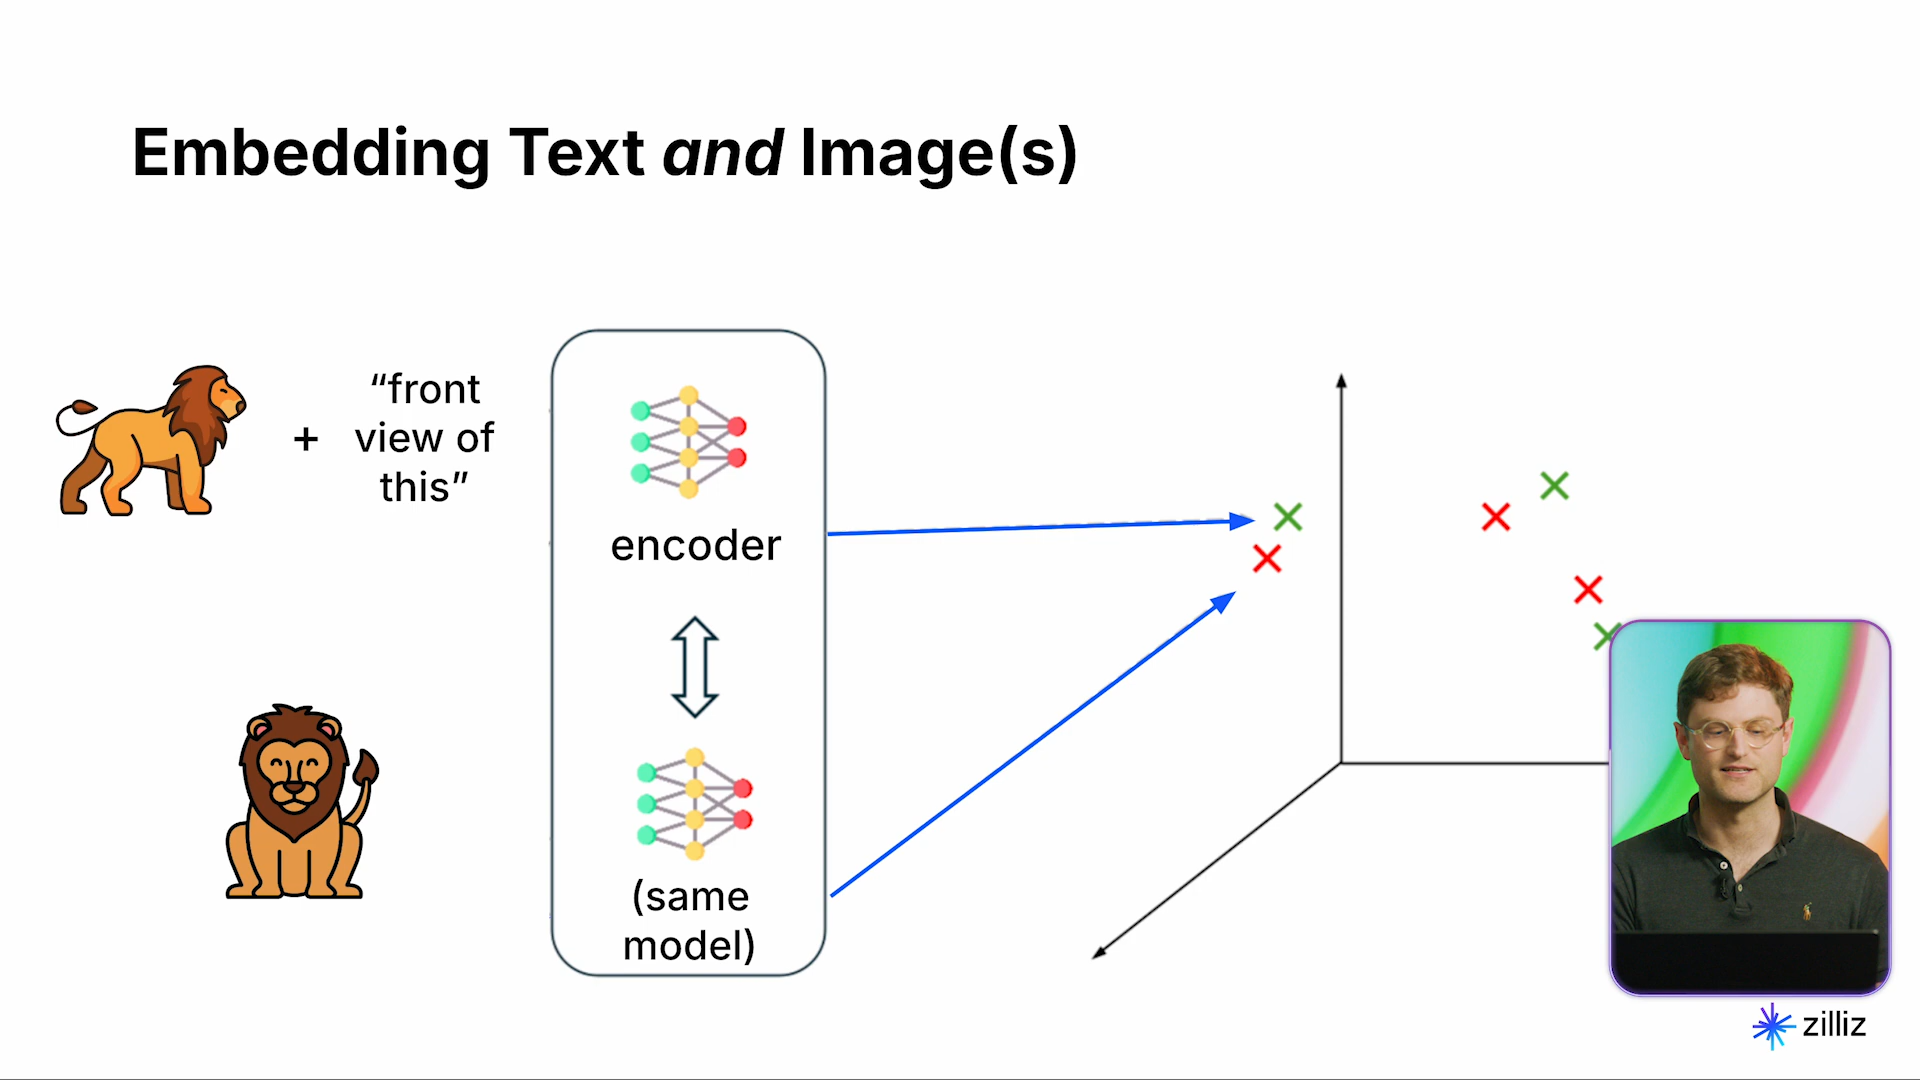 Embedding Text and Image(s)
+
“front
view of
this”
encoder
(same
model)
zilliz